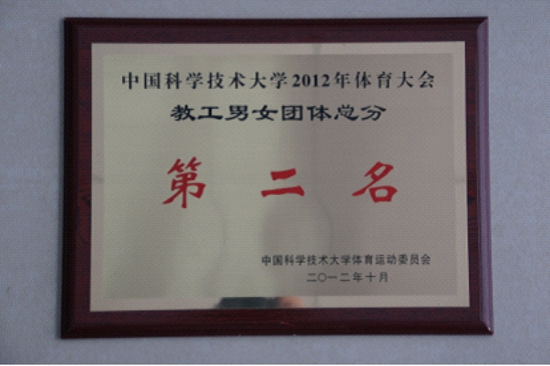 中国科学技术大学2012年体育大会
教工男女团体总分
第二名
中国科学技术大学体育运动委员会
二〇一二年十月